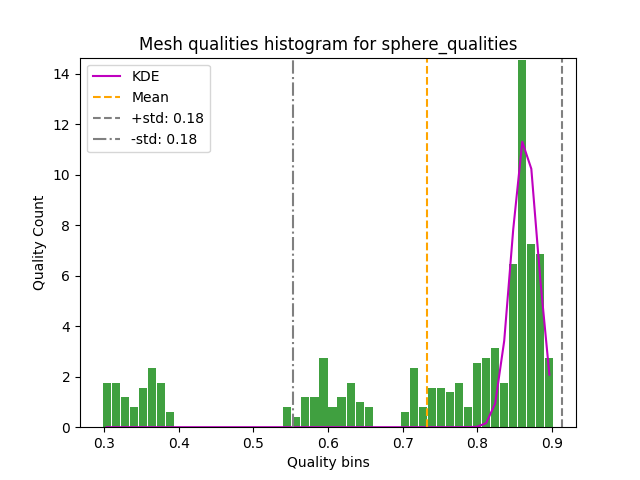 Mesh qualities histogram for sphere_qualities
KDE
Mean
+std: 0.18
-std: 0.18
14
12
10
8
6
4
2
0
Quality Count
0.3 0.4 0.5 0.6 0.7 0.8 0.9
Quality bins